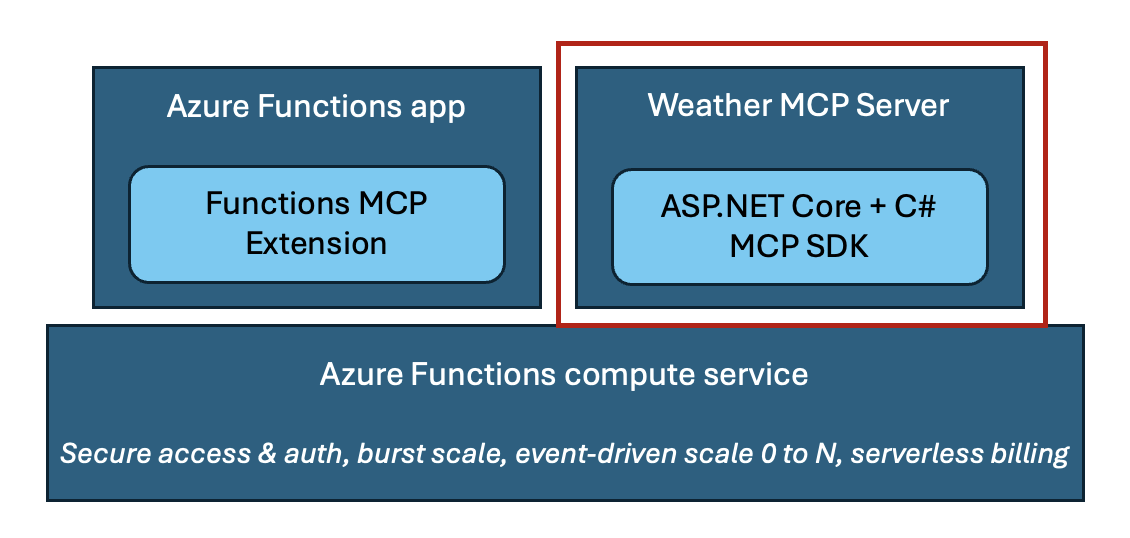 Azure Functions app
Functions MCP
Extension
Weather MCP Server
ASP.NET Core + C#
MCP SDK
Azure Functions compute service
Secure access & auth, burst scale, event-driven scale 0 to N, serverless billing